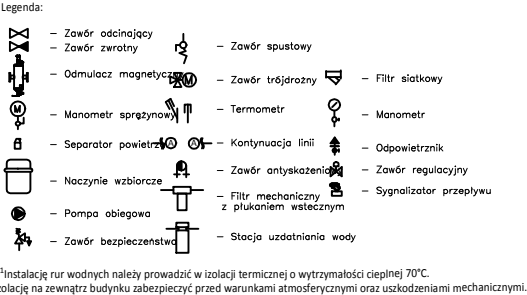 Legenda:
– Zawór odcinający
– Zawór zwrotny
– Odmulacz magnetyczny
– Manometr sprężynowy
– Separator powietrza
– Naczynie wzbiorcze
– Pompa obiegowa
– Zawór bezpieczeństwa
– Zawór spustowy
– Zawór trójdrożny
– Termometr
– Kontynuacja linii
– Zawór antyskażeniowy
– Filtr mechaniczny
z płukaniem wstecznym
– Stacja uzdatniania wody
– Filtr siatkowy
– Manometr
– Odpowietrznik
– Zawór regulacyjny
– Sygnalizator przepływu
M
M
A
A
¹Instalację rur wodnych należy prowadzić w izolacji termicznej o wytrzymałości cieplnej 70°C.
zolację na zewnątrz budynku zabezpieczyć przed warunkami atmosferycznymi oraz uszkodzeniami mechanicznymi.